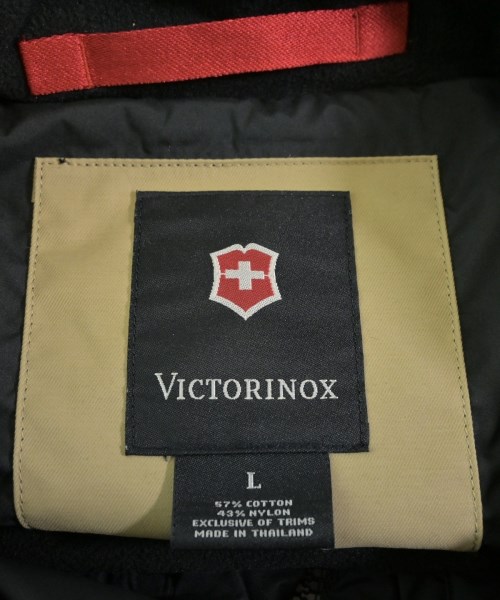 VICTORINOX
L
57% COTTON
43% NYLON
EXCLUSIVE OF TRIMS
MADE IN THAILAND